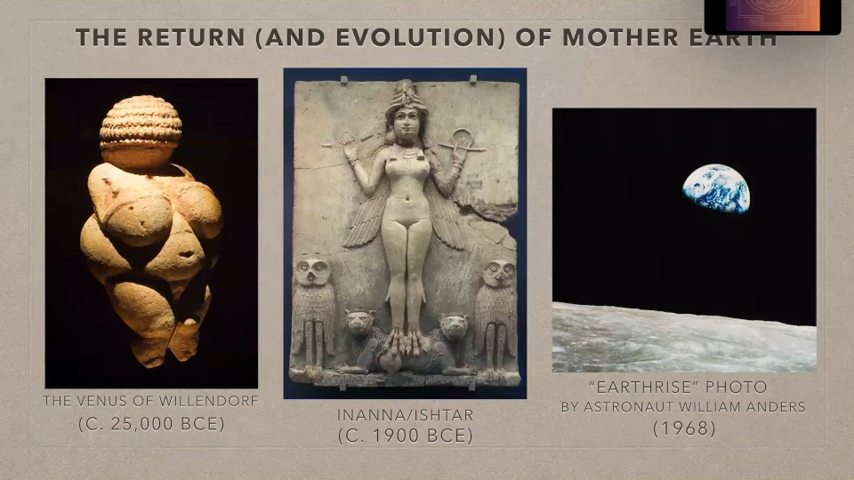 THE RETURN (AND EVOLUTION) OF MOTHER EARTH
THE VENUS OF WILLENDORF
(C. 25,000 BCE)
INANNA/ISHTAR
(C. 1900 BCE)
“EARTHRISE” PHOTO
BY ASTRONAUT WILLIAM ANDERS
(1968)